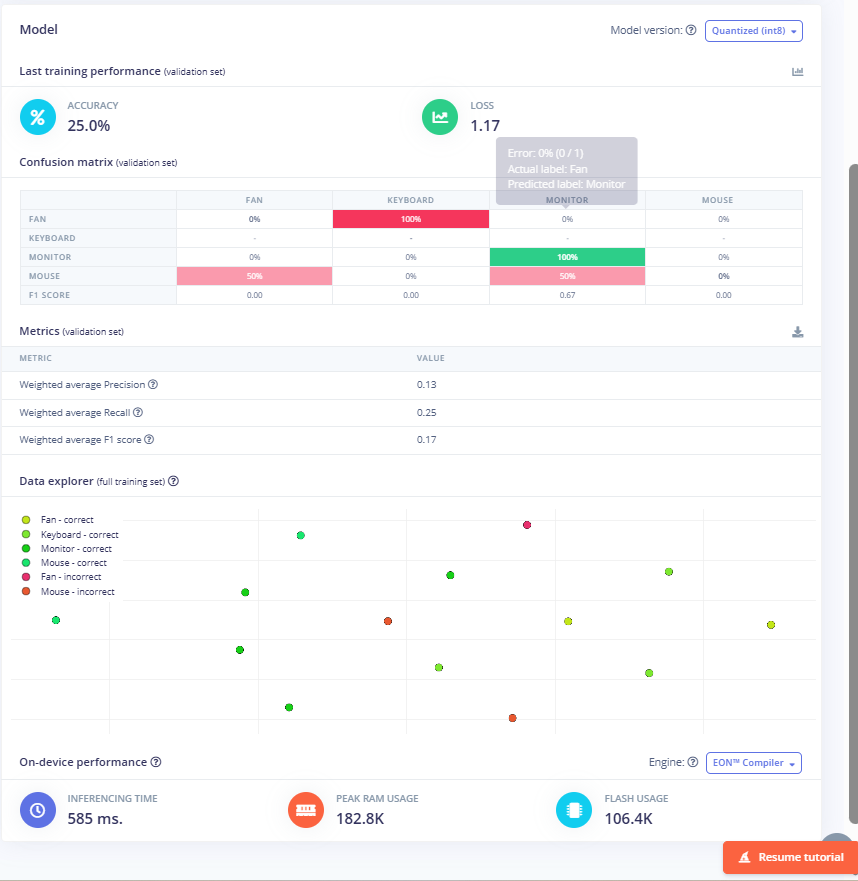 Model
Model version: Quantized (int8)
Last training performance (validation set)
ACCURACY
25.0%
LOSS
1.17
Error: 0% (0 / 1)
Actual label: Fan
Predicted label: Monitor
Confusion matrix (validation set)
FAN KEYBOARD MONITOR MOUSE
FAN 0% 100% 0% 0%
KEYBOARD - - - -
MONITOR 0% 0% 100% 0%
MOUSE 50% 0% 50% 0%
F1 SCORE 0.00 0.00 0.67 0.00
Metrics (validation set)
METRIC VALUE
Weighted average Precision 0.13
Weighted average Recall 0.25
Weighted average F1 score 0.17
Data explorer (full training set)
Fan - correct
Keyboard - correct
Monitor - correct
Mouse - correct
Fan - incorrect
Mouse - incorrect
On-device performance
Engine: EON™ Compiler
INFERENCING TIME
585 ms.
PEAK RAM USAGE
182.8K
FLASH USAGE
106.4K
Resume tutorial